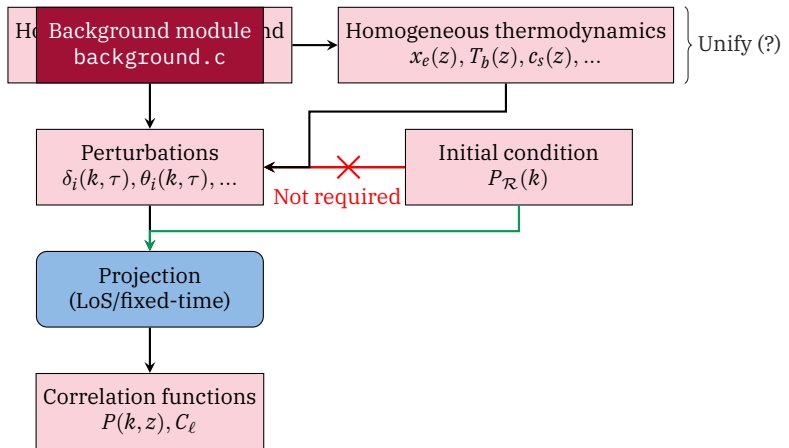 Background module
background.c
Homogeneous thermodynamics
x_e(z), T_b(z), c_s(z), ...
Unify (?)
Perturbations
δ_i(k, τ), θ_i(k, τ), ...
Not required
Initial condition
P_ℛ(k)
Projection
(LoS/fixed-time)
Correlation functions
P(k, z), C_ℓ